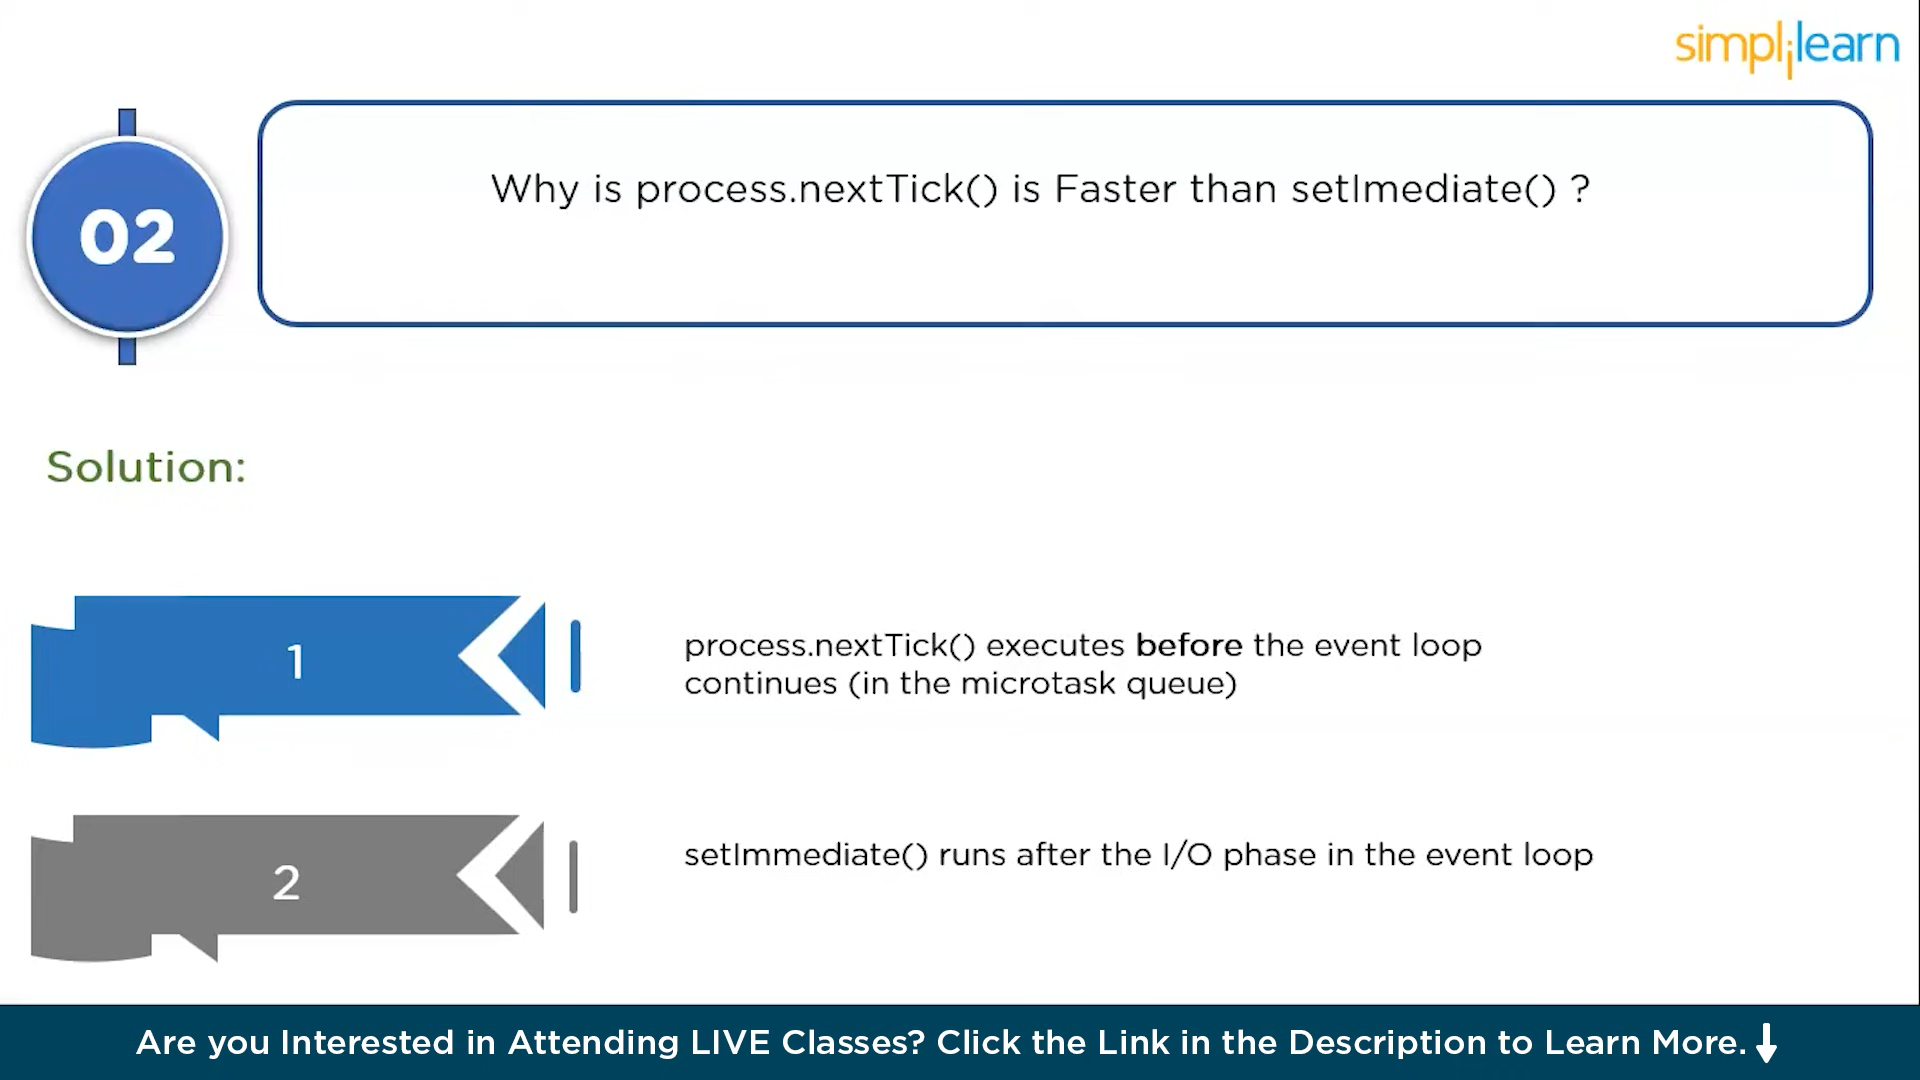 simplilearn
02
Why is process.nextTick() is Faster than setImediate() ?
Solution:
1
process.nextTick() executes before the event loop
continues (in the microtask queue)
2
setImmediate() runs after the I/O phase in the event loop
Are you Interested in Attending LIVE Classes? Click the Link in the Description to Learn More.